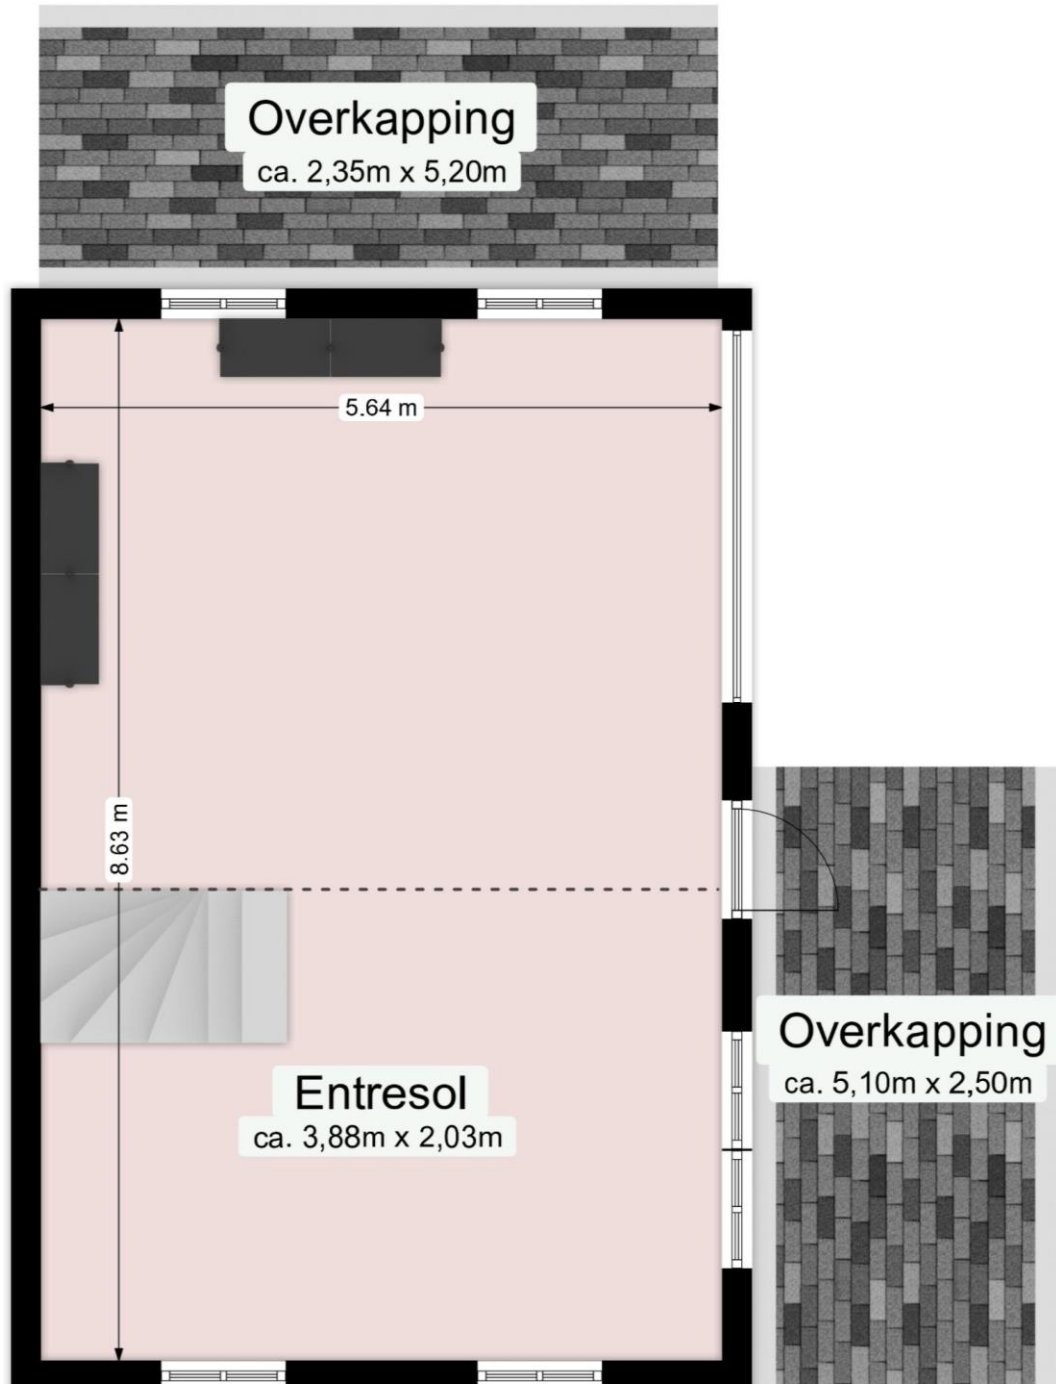 Overkapping
ca. 2,35m x 5,20m
5.64 m
8.63 m
Overkapping
ca. 5,10m x 2,50m
Entresol
ca. 3,88m x 2,03m